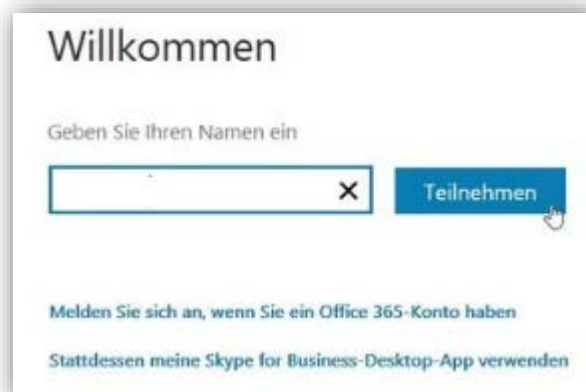 Willkommen
Geben Sie Ihren Namen ein
Teilnehmen
Melden Sie sich an, wenn Sie ein Office 365-Konto haben
Stattdessen meine Skype for Business-Desktop-App verwenden